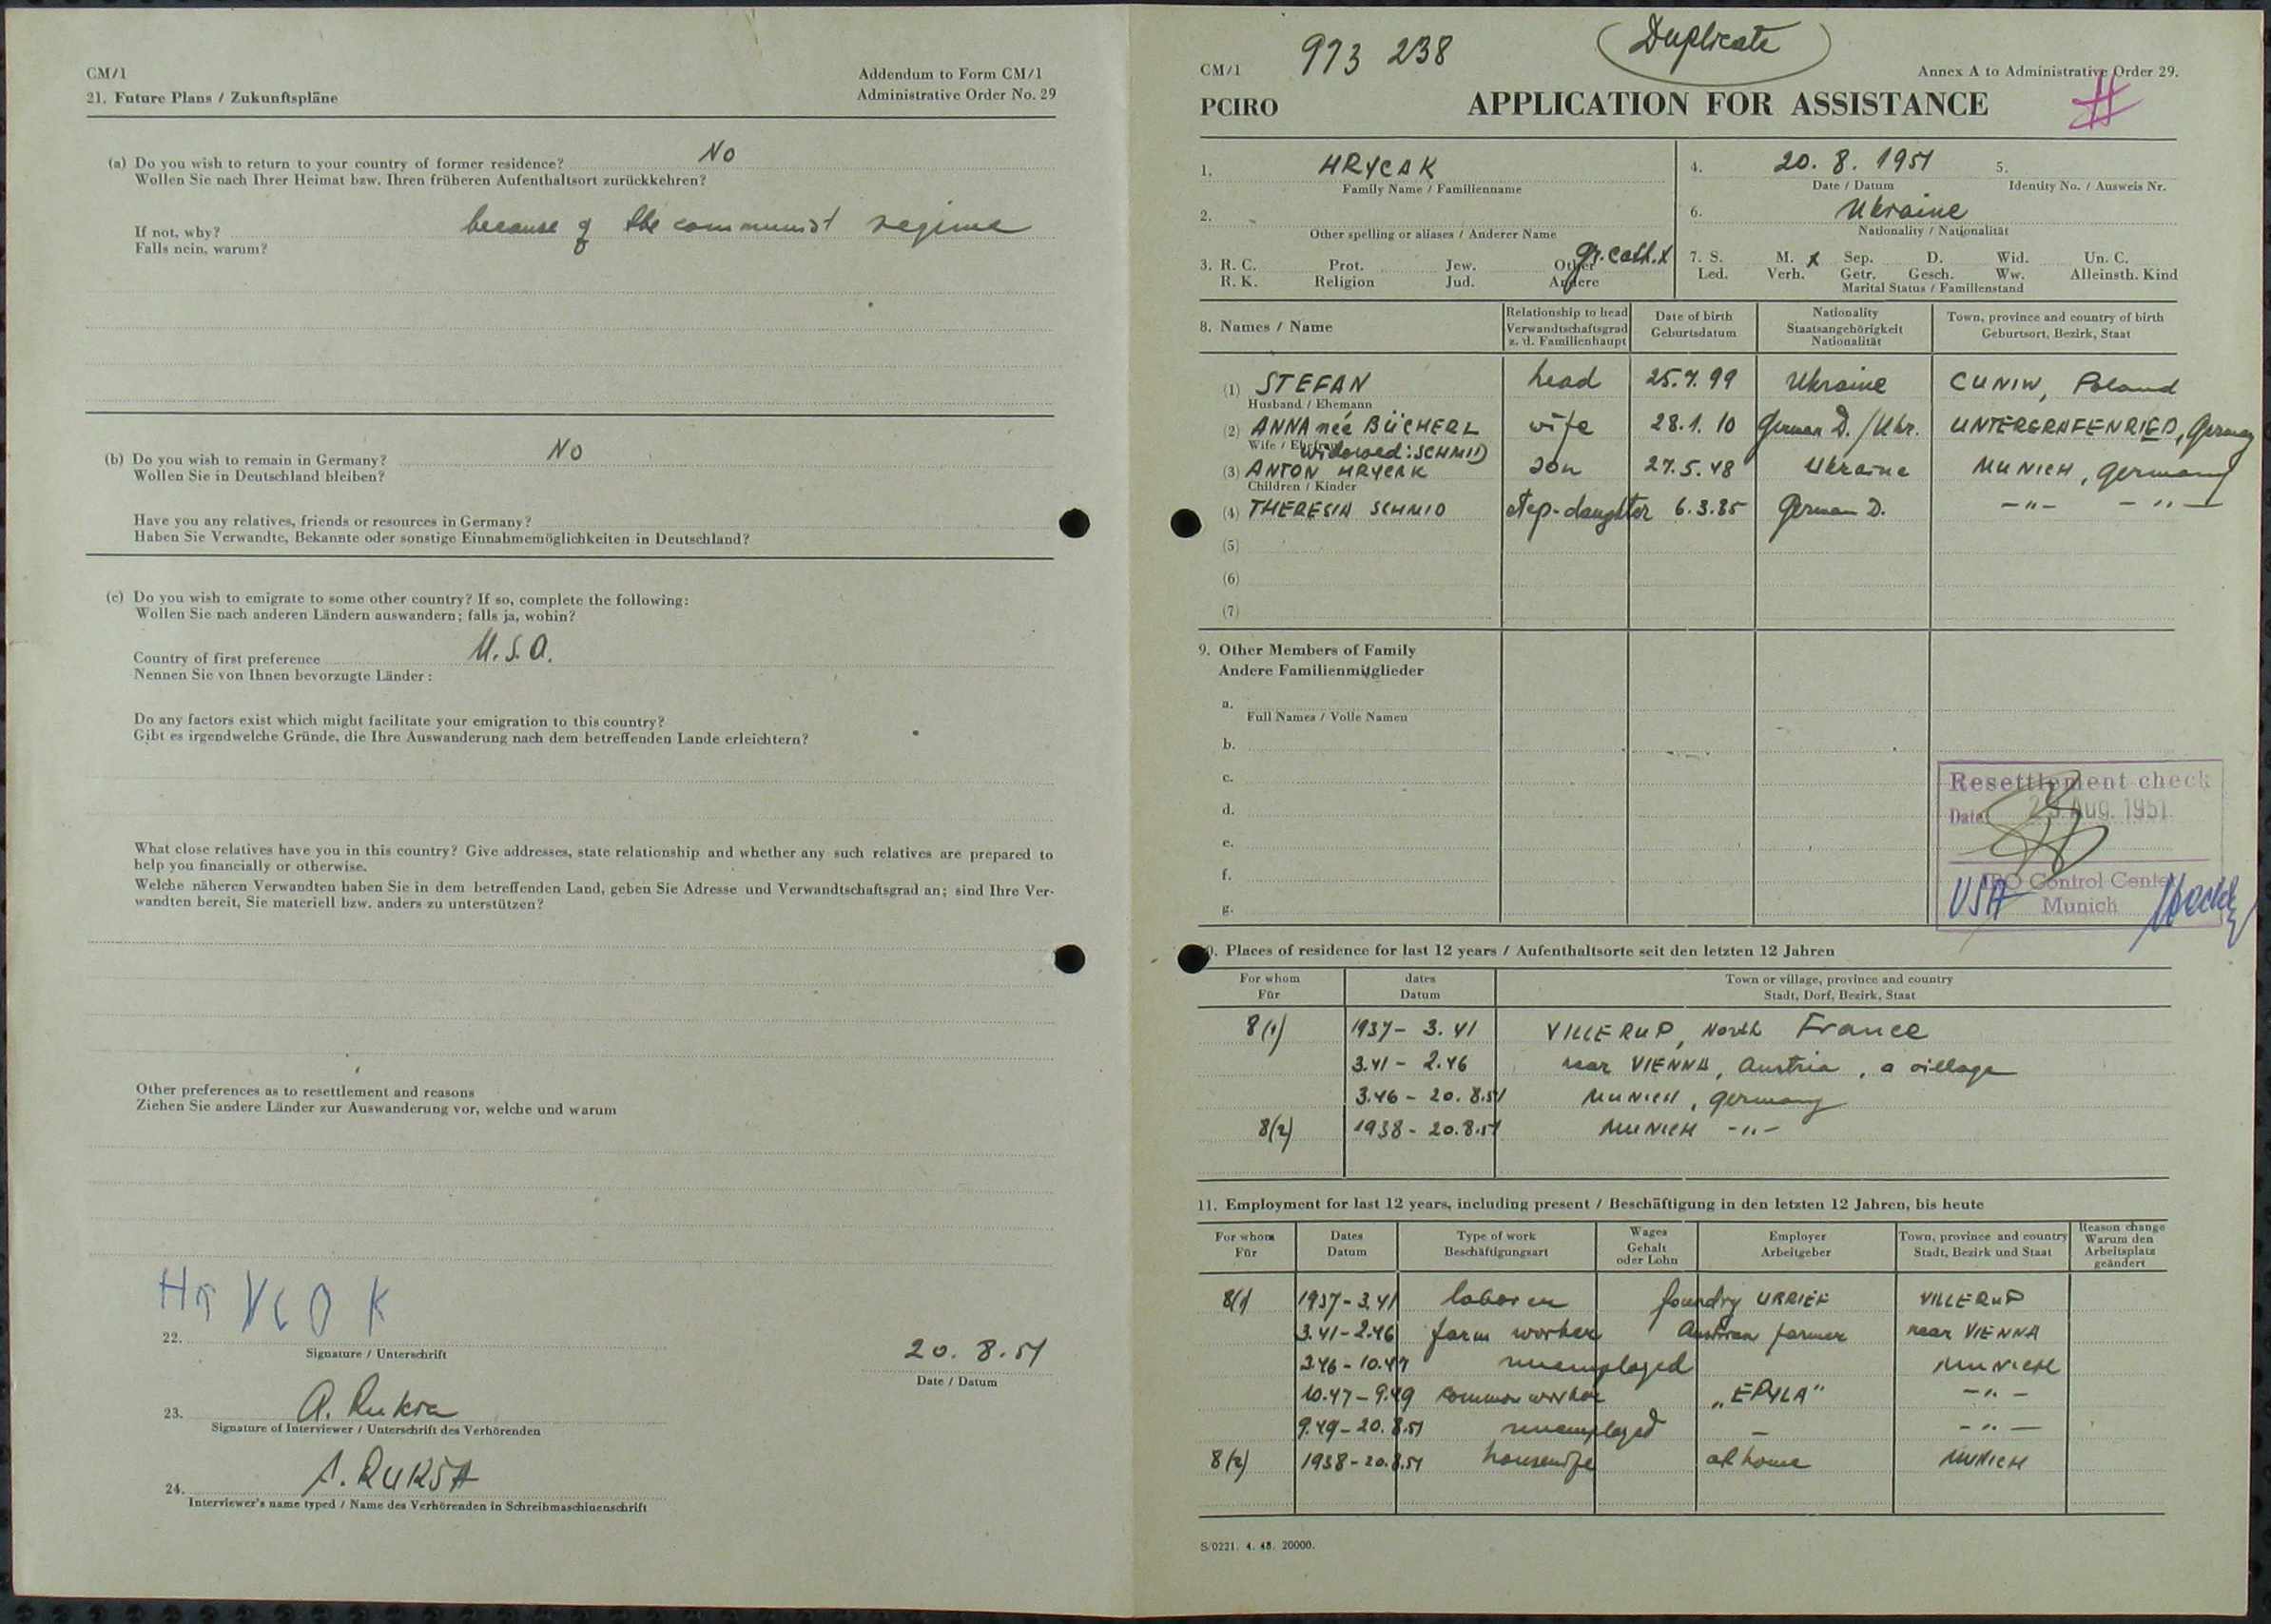 CM/1
Addendum to Form CM/1
21. Future Plans / Zukunftspläne
Administrative Order No. 29
(a) Do you wish to return to your country of former residence? No
Wollen Sie nach Ihrer Heimat bzw. Ihren früheren Aufenthaltsort zurückkehren?
If not, why? because of the communist regime
Falls nein, warum?
(b) Do you wish to remain in Germany? No
Wollen Sie in Deutschland bleiben?
Have you any relatives, friends or resources in Germany?
Haben Sie Verwandte, Bekannte oder sonstige Einnahmemöglichkeiten in Deutschland?
(c) Do you wish to emigrate to some other country? If so, complete the following:
Wollen Sie nach anderen Ländern auswandern; falls ja, wohin?
Country of first preference U.S.A.
Nennen Sie von Ihnen bevorzugte Länder:
Do any factors exist which might facilitate your emigration to this country?
Gibt es irgendwelche Gründe, die Ihre Auswanderung nach dem betreffenden Lande erleichtern?
What close relatives have you in this country? Give addresses, state relationship and whether any such relatives are prepared to
help you financially or otherwise.
Welche näheren Verwandten haben Sie in dem betreffenden Land, geben Sie Adresse und Verwandtschaftsgrad an; sind Ihre Ver-
wandten bereit, Sie materiell bzw. anders zu unterstützen?
Other preferences as to resettlement and reasons
Ziehen Sie andere Länder zur Auswanderung vor, welche und warum
22.
Signature / Unterschrift
20. 8. 51
Date / Datum
23. A. Ruksa
Signature of Interviewer / Unterschrift des Verhörenden
24. A. RUKSA
Interviewer's name typed / Name des Verhörenden in Schreibmaschinenschrift
CM/1 973 238 Duplicate
Annex A to Administrative Order 29.
PCIRO APPLICATION FOR ASSISTANCE
1. HRYCAK
Family Name / Familienname
4. 20. 8. 1951 5.
Date / Datum Identity No. / Ausweis Nr.
2.
Other spelling or aliases / Anderer Name
6. Ukraine
Nationality / Nationalität
3. R. C. Prot. Jew. Other gr. cath. x
R. K. Religion Jud. Andere
7. S. M. x Sep. D. Wid. Un. C.
Led. Verh. Getr. Gesch. Ww. Alleinsth. Kind
Marital Status / Familienstand
8. Names / Name
Relationship to head
Verwandtschaftsgrad
z. d. Familienhaupt
Date of birth
Geburtsdatum
Nationality
Staatsangehörigkeit
Nationalität
Town, province and country of birth
Geburtsort, Bezirk, Staat
(1) STEFAN head 25.7.99 Ukraine CUNIW, Poland
Husband / Ehemann
(2) ANNA née BÜCHERL wife 28.1.10 German D./Ukr. UNTERGRAFENRIED, Germany
Wife / Ehefrau
widowed: SCHMID
(3) ANTON HRYCAK son 27.5.48 Ukraine MUNICH, Germany
Children / Kinder
(4) THERESIA SCHMID step-daughter 6.3.35 German D. -"- -"-
(5)
(6)
(7)
9. Other Members of Family
Andere Familienmitglieder
a.
Full Names / Volle Namen
b.
c.
d.
e.
f.
g.
Resettlement check
Date 23 Aug. 1951
IRO Control Center
USA Munich
10. Places of residence for last 12 years / Aufenthaltsorte seit den letzten 12 Jahren
For whom
Für
dates
Datum
Town or village, province and country
Stadt, Dorf, Bezirk, Staat
8(1) 1937 - 3.41 VILLERUP, North France
3.41 - 2.46 near VIENNA, Austria, a village
3.46 - 20.8.51 MUNICH, Germany
8(2) 1938 - 20.8.51 MUNICH -"-
11. Employment for last 12 years, including present / Beschäftigung in den letzten 12 Jahren, bis heute
For whom
Für
Dates
Datum
Type of work
Beschäftigungsart
Wages
Gehalt
oder Lohn
Employer
Arbeitgeber
Town, province and country
Stadt, Bezirk und Staat
Reason change
Warum den
Arbeitsplatz
geändert
8(1) 1937 - 3.41 laborer foundry VILLERUP
3.41 - 2.46 farm worker Austrian farmer near VIENNA
3.46 - 10.47 unemployed MUNICH
10.47 - 9.49 common worker -"-
9.49 - 20.8.51 unemployed - -"-
8(2) 1938 - 20.8.51 housewife at home MUNICH
S/0221. 4. 48. 20000.